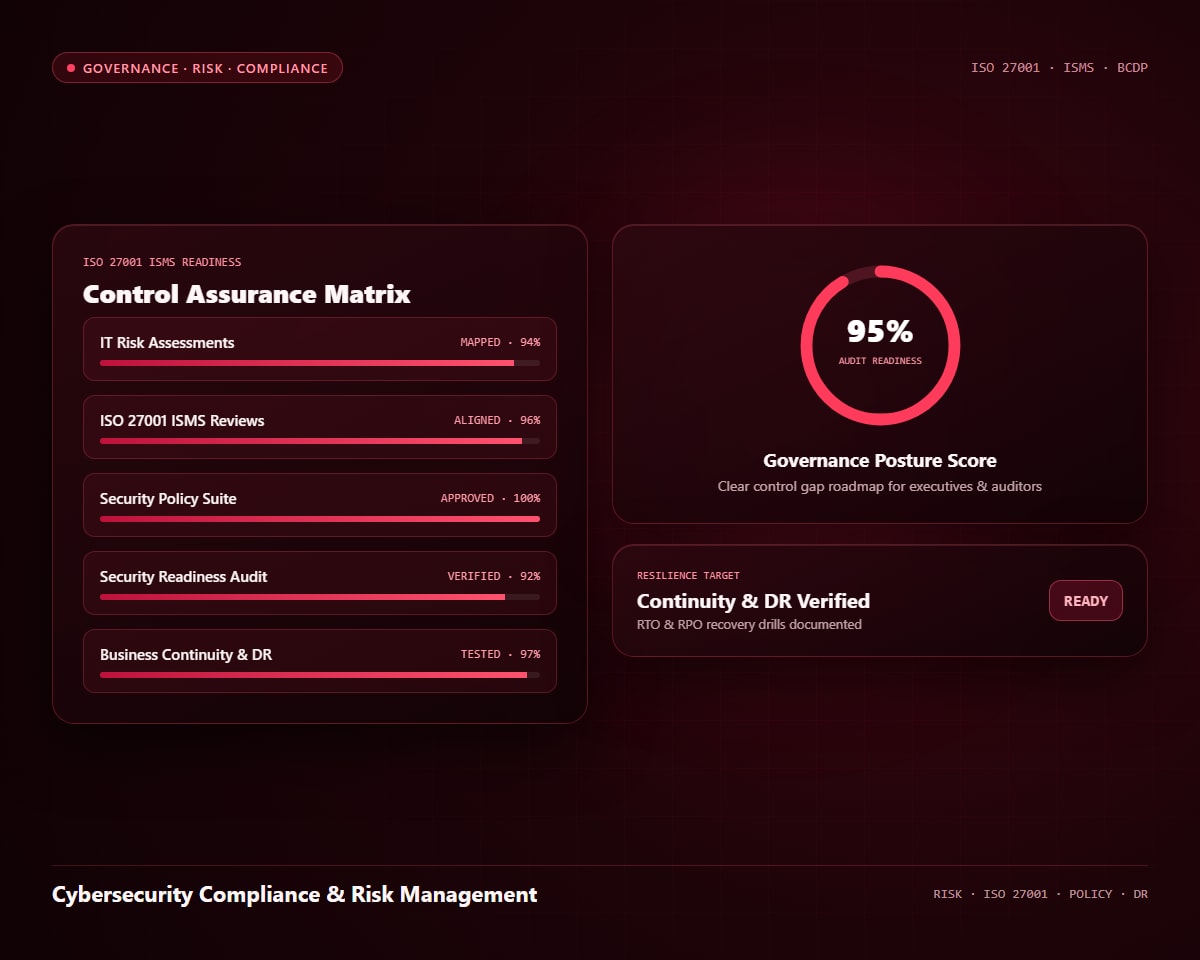 GOVERNANCE · RISK · COMPLIANCE
ISO 27001 · ISMS · BCDP
ISO 27001 ISMS READINESS
Control Assurance Matrix
IT Risk Assessments
MAPPED · 94%
ISO 27001 ISMS Reviews
ALIGNED · 96%
Security Policy Suite
APPROVED · 100%
Security Readiness Audit
VERIFIED · 92%
Business Continuity & DR
TESTED · 97%
95%
AUDIT READINESS
Governance Posture Score
Clear control gap roadmap for executives & auditors
RESILIENCE TARGET
Continuity & DR Verified
RTO & RPO recovery drills documented
READY
Cybersecurity Compliance & Risk Management
RISK · ISO 27001 · POLICY · DR